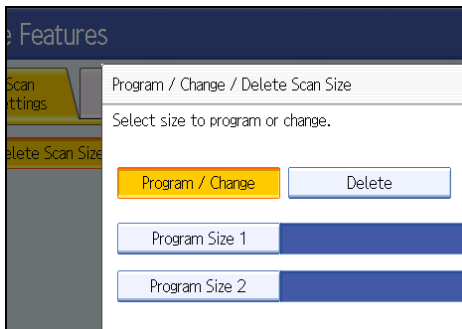 e Features
Scan
ettings
elete Scan Size
Program / Change / Delete Scan Size
Select size to program or change.
Program / Change
Delete
Program Size 1
Program Size 2